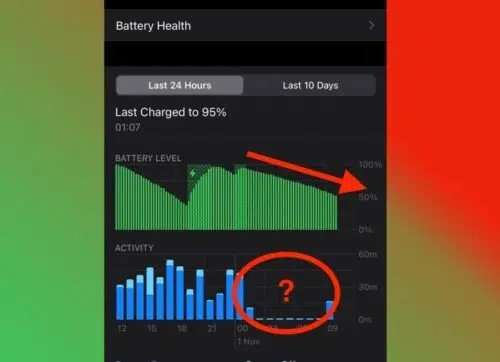 Battery Health
Last 24 Hours
Last 10 Days
Last Charged to 95%
01:07
BATTERY LEVEL
100%
50%
0%
ACTIVITY
60m
30m
0m
?
12 15 18 21 00 03 06 09
1 Nov